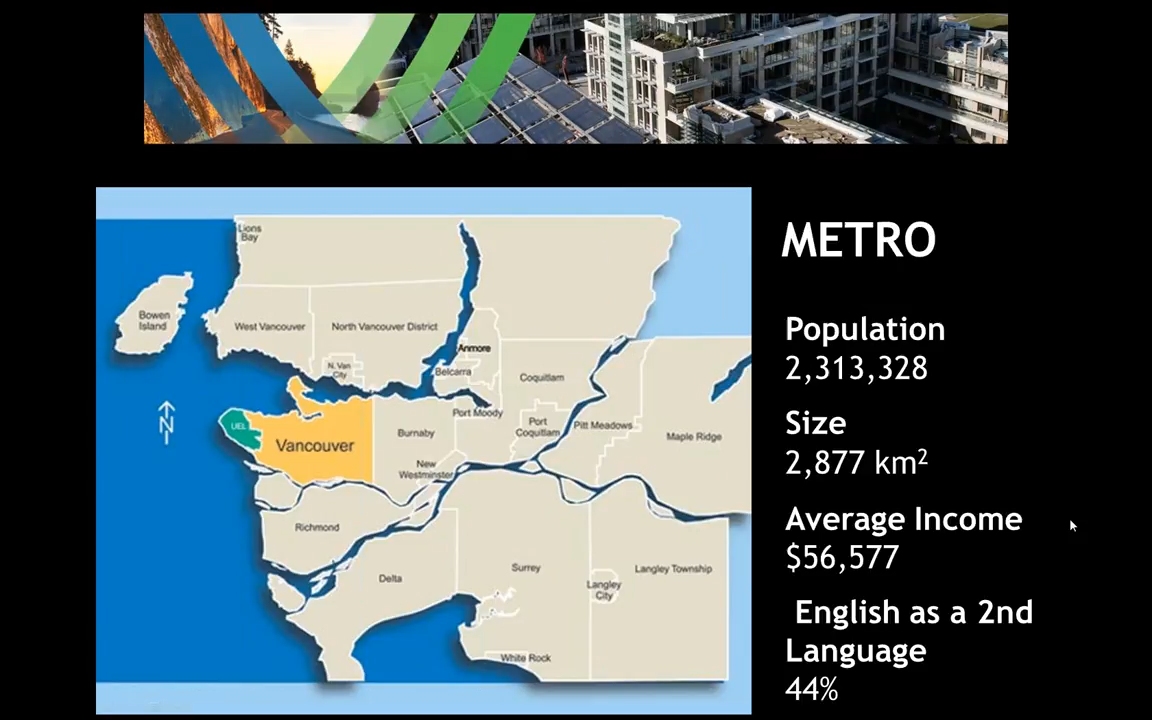 METRO
Population
2,313,328
Size
2,877 km²
Average Income
$56,577
English as a 2nd
Language
44%
Lions
Bay
Bowen
Island
West Vancouver
North Vancouver District
N. Van
City
Anmore
Belcarra
Coquitlam
Port Moody
Port
Coquitlam
Pitt Meadows
Maple Ridge
UEL
Vancouver
Burnaby
New
Westminster
N
Richmond
Delta
Surrey
Langley
City
Langley Township
White Rock